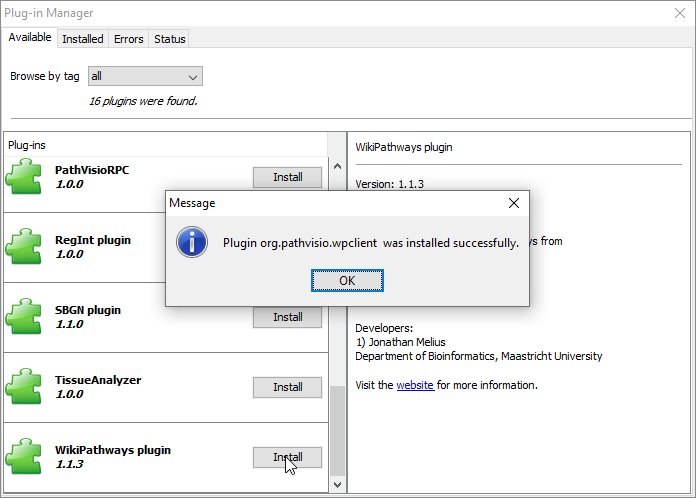 Plug-in Manager
Available Installed Errors Status
Browse by tag all
16 plugins were found.
Plug-ins
PathVisioRPC
1.0.0
Install
RegInt plugin
1.0.0
SBGN plugin
1.1.0
Install
TissueAnalyzer
1.0.0
Install
WikiPathways plugin
1.1.3
Install
WikiPathways plugin
Version: 1.1.3
from
Developers:
1) Jonathan Melius
Department of Bioinformatics, Maastricht University
Visit the website for more information.
Message
Plugin org.pathvisio.wpclient was installed successfully.
OK